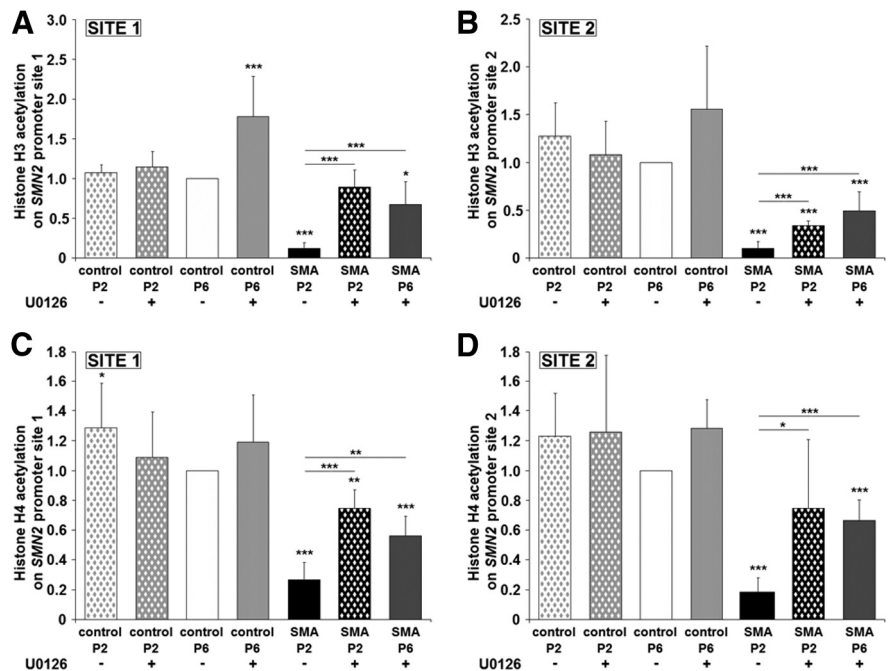 A
SITE 1
Histone H3 acetylation
on SMN2 promoter site 1
3.0
2.5
2.0
1.5
1.0
0.5
0
***
***
***
***
*
control control control control SMA SMA SMA
P2 P2 P6 P6 P2 P2 P6
U0126 - + - + - + +
B
SITE 2
Histone H3 acetylation
on SMN2 promoter site 2
2.5
2.0
1.5
1.0
0.5
0
***
***
***
***
***
control control control control SMA SMA SMA
P2 P2 P6 P6 P2 P2 P6
- + - + - + +
C
SITE 1
Histone H4 acetylation
on SMN2 promoter site 1
1.8
1.6
1.4
1.2
1.0
0.8
0.6
0.4
0.2
0
*
**
***
**
***
***
control control control control SMA SMA SMA
P2 P2 P6 P6 P2 P2 P6
U0126 - + - + - + +
D
SITE 2
Histone H4 acetylation
on SMN2 promoter site 2
1.8
1.6
1.4
1.2
1.0
0.8
0.6
0.4
0.2
0
***
*
***
***
control control control control SMA SMA SMA
P2 P2 P6 P6 P2 P2 P6
- + - + - + +